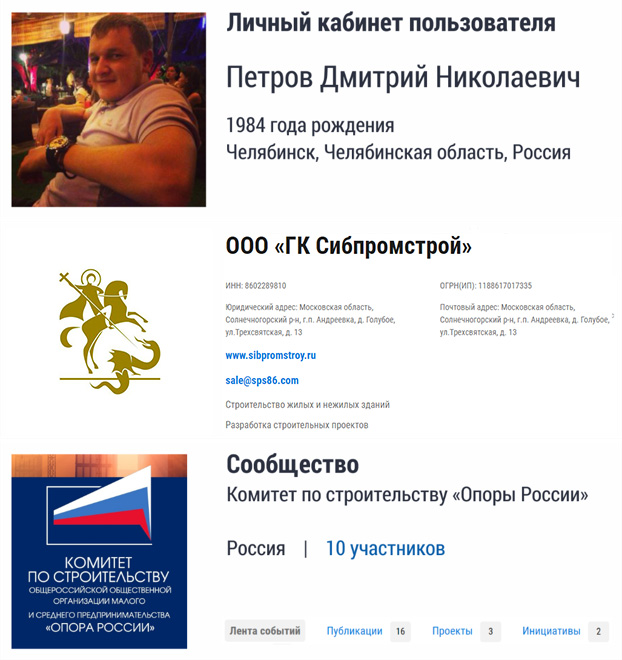 Личный кабинет пользователя
Петров Дмитрий Николаевич
1984 года рождения
Челябинск, Челябинская область, Россия
ООО «ГК Сибпромстрой»
ИНН: 8602289810
ОГРН(ИП): 1188617017335
Юридический адрес: Московская область,
Солнечногорский р-н, г.п. Андреевка, д. Голубое,
ул.Трехсвятская, д. 13
Почтовый адрес: Московская область,
Солнечногорский р-н, г.п. Андреевка, д. Голубое,
ул.Трехсвятская, д. 13
www.sibpromstroy.ru
sale@sps86.com
Строительство жилых и нежилых зданий
Разработка строительных проектов
КОМИТЕТ
ПО СТРОИТЕЛЬСТВУ
ОБЩЕРОССИЙСКОЙ ОБЩЕСТВЕННОЙ
ОРГАНИЗАЦИИ МАЛОГО
И СРЕДНЕГО ПРЕДПРИНИМАТЕЛЬСТВА
«ОПОРА РОССИИ»
Сообщество
Комитет по строительству «Опоры России»
Россия | 10 участников
Лента событий Публикации 16 Проекты 3 Инициативы 2